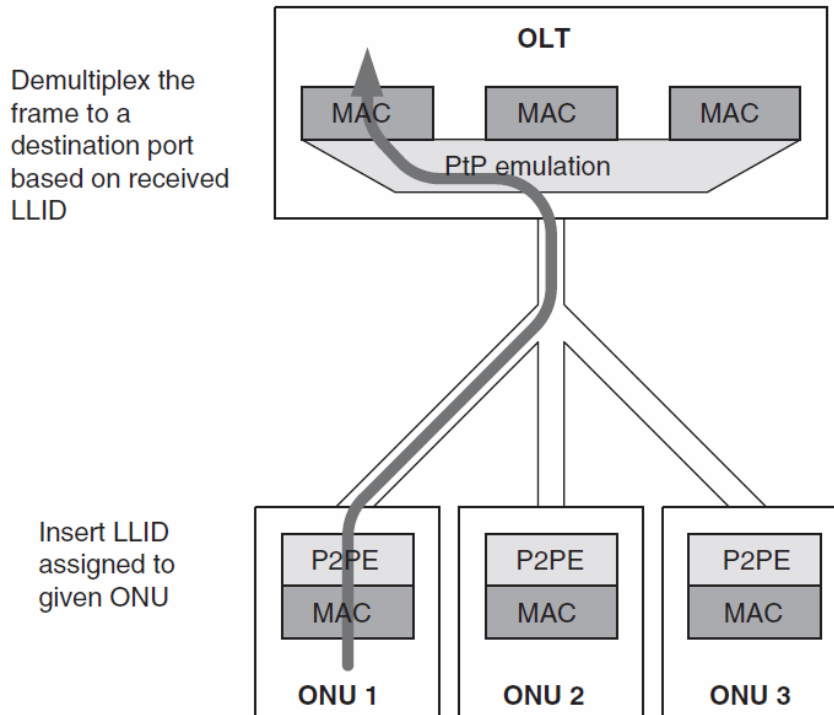 OLT
Demultiplex the
frame to a
destination port
based on received
LLID
MAC
MAC
MAC
PtP emulation
Insert LLID
assigned to
given ONU
P2PE
MAC
ONU 1
P2PE
MAC
ONU 2
P2PE
MAC
ONU 3